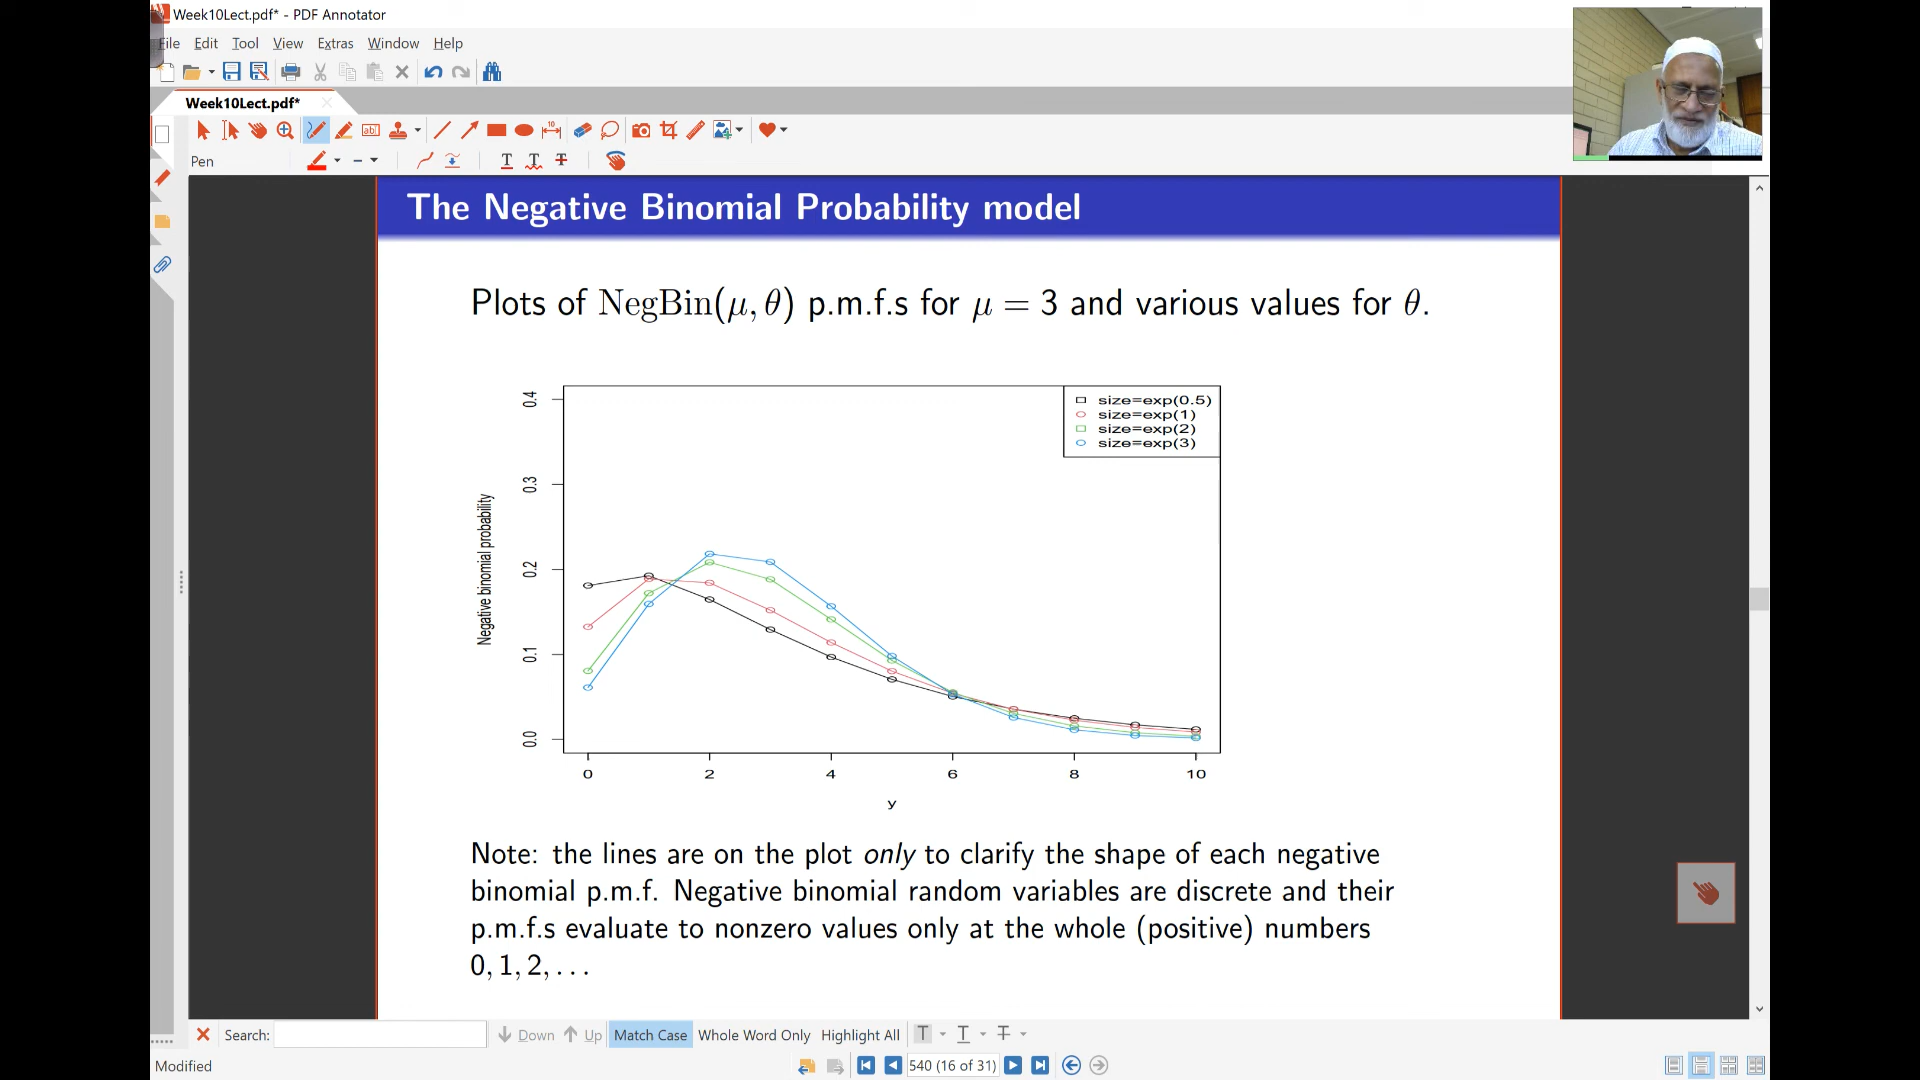 Week10Lect.pdf* - PDF Annotator
File Edit Tool View Extras Window Help
Week10Lect.pdf*
Pen
The Negative Binomial Probability model
Plots of NegBin(μ, θ) p.m.f.s for μ = 3 and various values for θ.
size=exp(0.5)
size=exp(1)
size=exp(2)
size=exp(3)
Negative binomial probability
0.0 0.1 0.2 0.3 0.4
0 2 4 6 8 10
y
Note: the lines are on the plot only to clarify the shape of each negative
binomial p.m.f. Negative binomial random variables are discrete and their
p.m.f.s evaluate to nonzero values only at the whole (positive) numbers
0, 1, 2, . . .
Search: Down Up Match Case Whole Word Only Highlight All
Modified
540 (16 of 31)